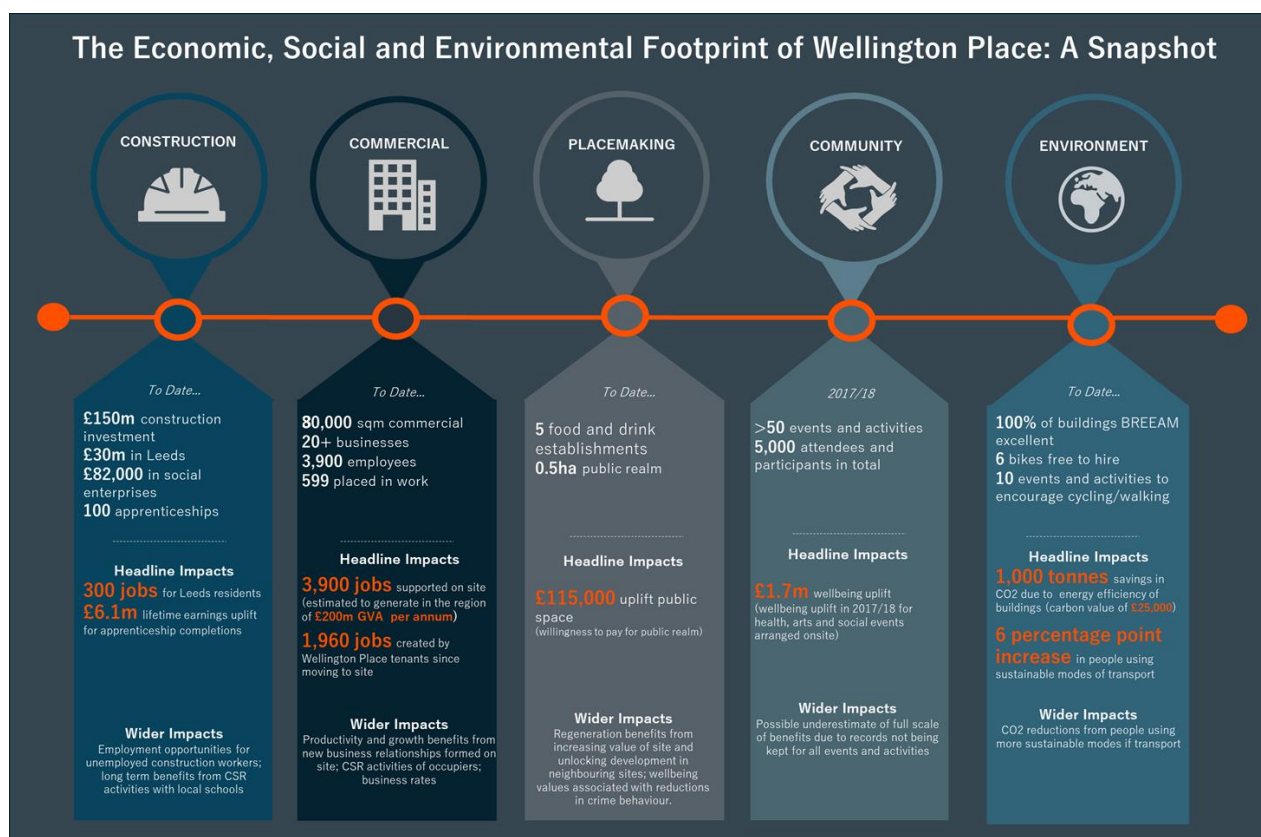 The Economic, Social and Environmental Footprint of Wellington Place: A Snapshot
CONSTRUCTION
To Date...
£150m construction
investment
£30m in Leeds
£82,000 in social
enterprises
100 apprenticeships
Headline Impacts
300 jobs for Leeds residents
£6.1m lifetime earnings uplift
for apprenticeship completions
Wider Impacts
Employment opportunities for
unemployed construction workers;
long term benefits from CSR
activities with local schools
COMMERCIAL
To Date...
80,000 sqm commercial
20+ businesses
3,900 employees
599 placed in work
Headline Impacts
3,900 jobs supported on site
(estimated to generate in the region
of £200m GVA per annum)
1,960 jobs created by
Wellington Place tenants since
moving to site
Wider Impacts
Productivity and growth benefits from
new business relationships formed on
site; CSR activities of occupiers;
business rates
PLACEMAKING
To Date...
5 food and drink
establishments
0.5ha public realm
Headline Impacts
£115,000 uplift public
space
(willingness to pay for public realm)
Wider Impacts
Regeneration benefits from
increasing value of site and
unlocking development in
neighbouring sites; wellbeing
values associated with reductions
in crime behaviour.
COMMUNITY
2017/18
>50 events and activities
5,000 attendees and
participants in total
Headline Impacts
£1.7m wellbeing uplift
(wellbeing uplift in 2017/18 for
health, arts and social events
arranged onsite)
Wider Impacts
Possible underestimate of full scale
of benefits due to records not being
kept for all events and activities
ENVIRONMENT
To Date...
100% of buildings BREEAM
excellent
6 bikes free to hire
10 events and activities to
encourage cycling/walking
Headline Impacts
1,000 tonnes savings in
CO2 due to energy efficiency of
buildings (carbon value of £25,000)
6 percentage point
increase in people using
sustainable modes of transport
Wider Impacts
CO2 reductions from people using
more sustainable modes if transport